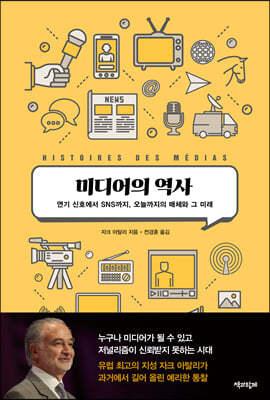 NEWS
HISTOIRES DES MÉDIAS
미디어의 역사
연기 신호에서 SNS까지, 오늘까지의 매체와 그 미래
자크 아탈리 지음 • 전경훈 옮김
누구나 미디어가 될 수 있고
저널리즘이 신뢰받지 못하는 시대
유럽 최고의 지성 자크 아탈리가
과거에서 길어 올린 예리한 통찰
책과함께